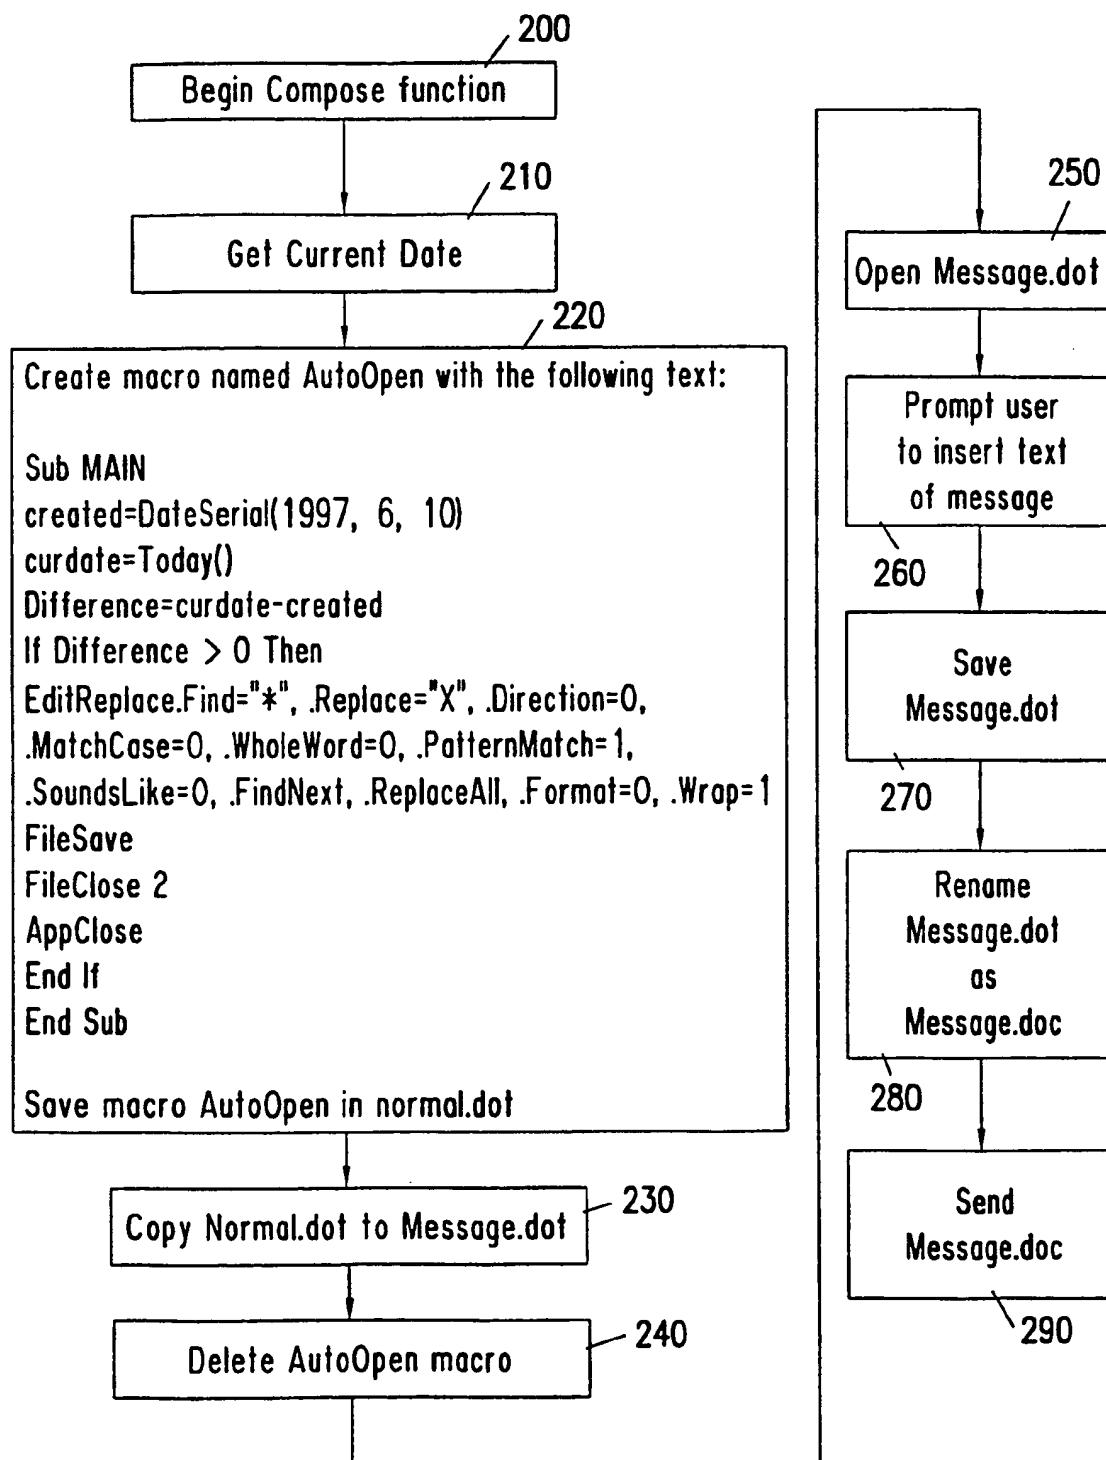 200
Begin Compose function
210
Get Current Date
220
Create macro named AutoOpen with the following text:
Sub MAIN
created=DateSerial(1997, 6, 10)
curdate=Today()
Difference=curdate-created
If Difference > 0 Then
EditReplace.Find="*", .Replace="X", .Direction=0,
.MatchCase=0, .WholeWord=0, .PatternMatch=1,
.SoundsLike=0, .FindNext, .ReplaceAll, .Format=0, .Wrap=1
FileSave
FileClose 2
AppClose
End If
End Sub
Save macro AutoOpen in normal.dot
230
Copy Normal.dot to Message.dot
240
Delete AutoOpen macro
250
Open Message.dot
Prompt user
to insert text
of message
260
Save
Message.dot
270
Rename
Message.dot
as
Message.doc
280
Send
Message.doc
290